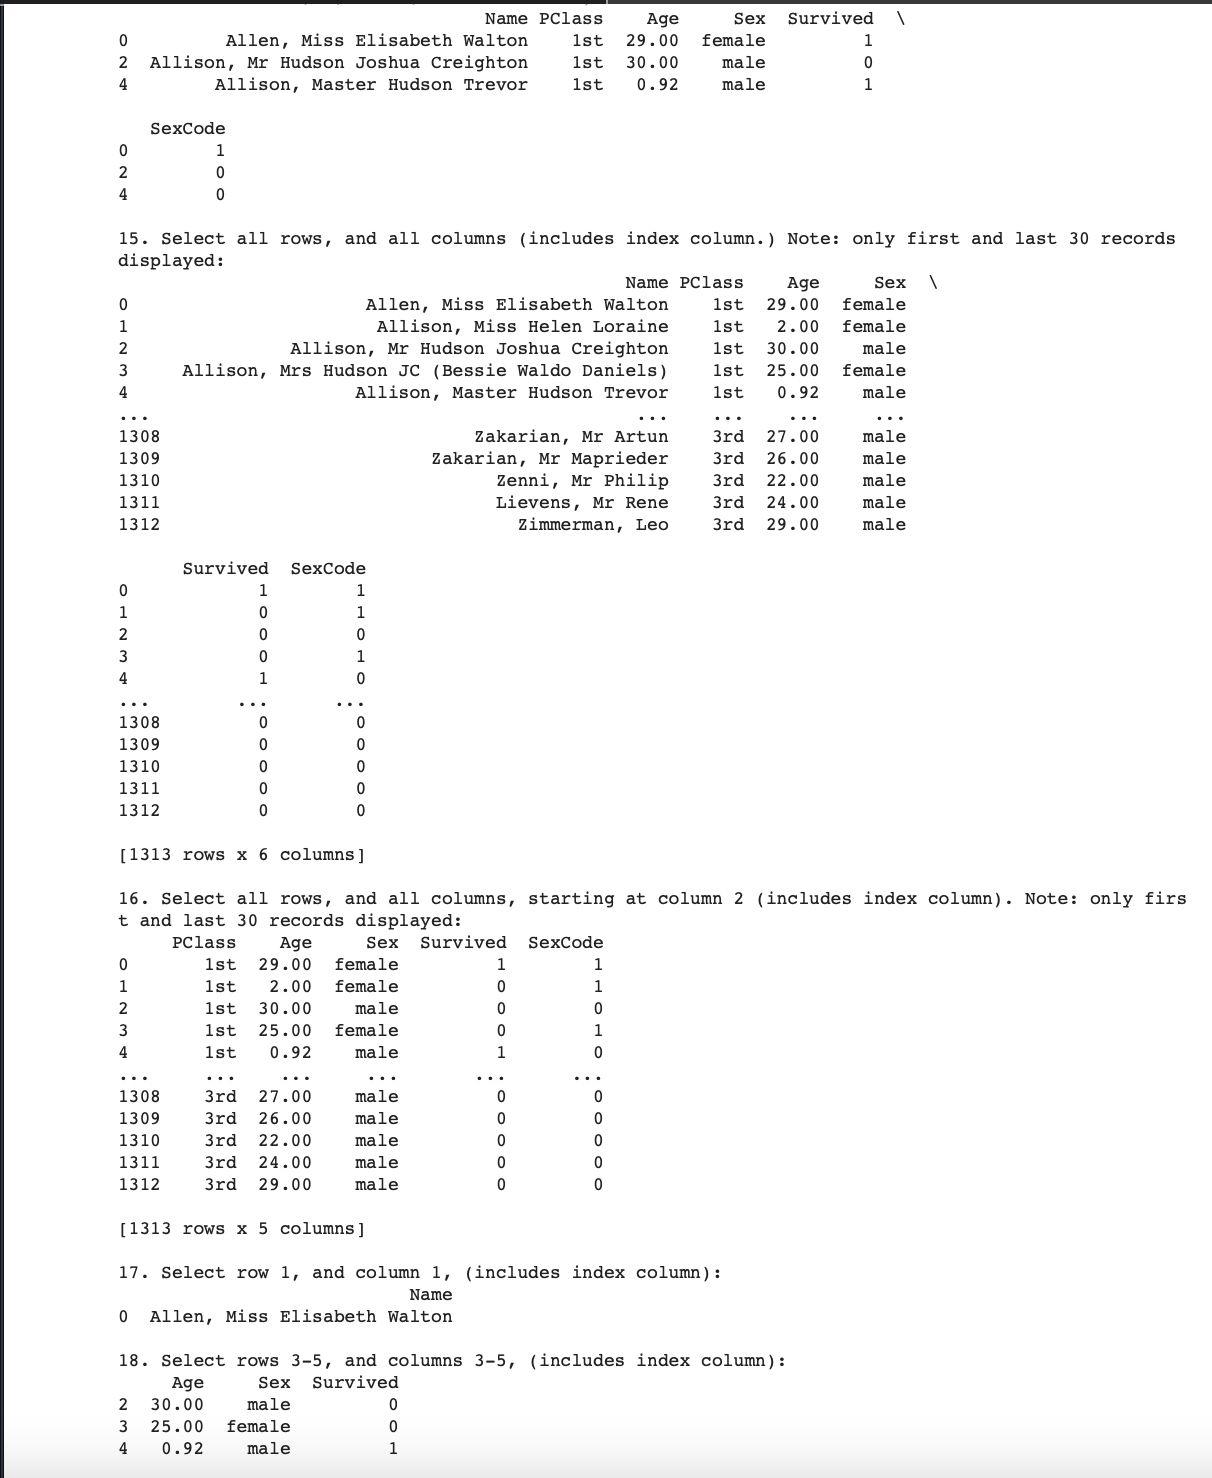 Name PClass    Age     Sex  Survived  \
0         Allen, Miss Elisabeth Walton    1st  29.00  female         1
2  Allison, Mr Hudson Joshua Creighton    1st  30.00    male         0
4        Allison, Master Hudson Trevor    1st   0.92    male         1

   SexCode
0        1
2        0
4        0

15. Select all rows, and all columns (includes index column.) Note: only first and last 30 records
displayed:
                                               Name PClass    Age     Sex  \
0                      Allen, Miss Elisabeth Walton    1st  29.00  female
1                       Allison, Miss Helen Loraine    1st   2.00  female
2               Allison, Mr Hudson Joshua Creighton    1st  30.00    male
3     Allison, Mrs Hudson JC (Bessie Waldo Daniels)    1st  25.00  female
4                     Allison, Master Hudson Trevor    1st   0.92    male
...                                             ...    ...    ...     ...
1308                             Zakarian, Mr Artun    3rd  27.00    male
1309                         Zakarian, Mr Maprieder    3rd  26.00    male
1310                               Zenni, Mr Philip    3rd  22.00    male
1311                               Lievens, Mr Rene    3rd  24.00    male
1312                                 Zimmerman, Leo    3rd  29.00    male

      Survived  SexCode
0            1        1
1            0        1
2            0        0
3            0        1
4            1        0
...        ...      ...
1308         0        0
1309         0        0
1310         0        0
1311         0        0
1312         0        0

[1313 rows x 6 columns]

16. Select all rows, and all columns, starting at column 2 (includes index column). Note: only firs
t and last 30 records displayed:
     PClass    Age     Sex  Survived  SexCode
0       1st  29.00  female         1        1
1       1st   2.00  female         0        1
2       1st  30.00    male         0        0
3       1st  25.00  female         0        1
4       1st   0.92    male         1        0
...     ...    ...     ...       ...      ...
1308    3rd  27.00    male         0        0
1309    3rd  26.00    male         0        0
1310    3rd  22.00    male         0        0
1311    3rd  24.00    male         0        0
1312    3rd  29.00    male         0        0

[1313 rows x 5 columns]

17. Select row 1, and column 1, (includes index column):
                           Name
0  Allen, Miss Elisabeth Walton

18. Select rows 3-5, and columns 3-5, (includes index column):
     Age     Sex  Survived
2  30.00    male         0
3  25.00  female         0
4   0.92    male         1